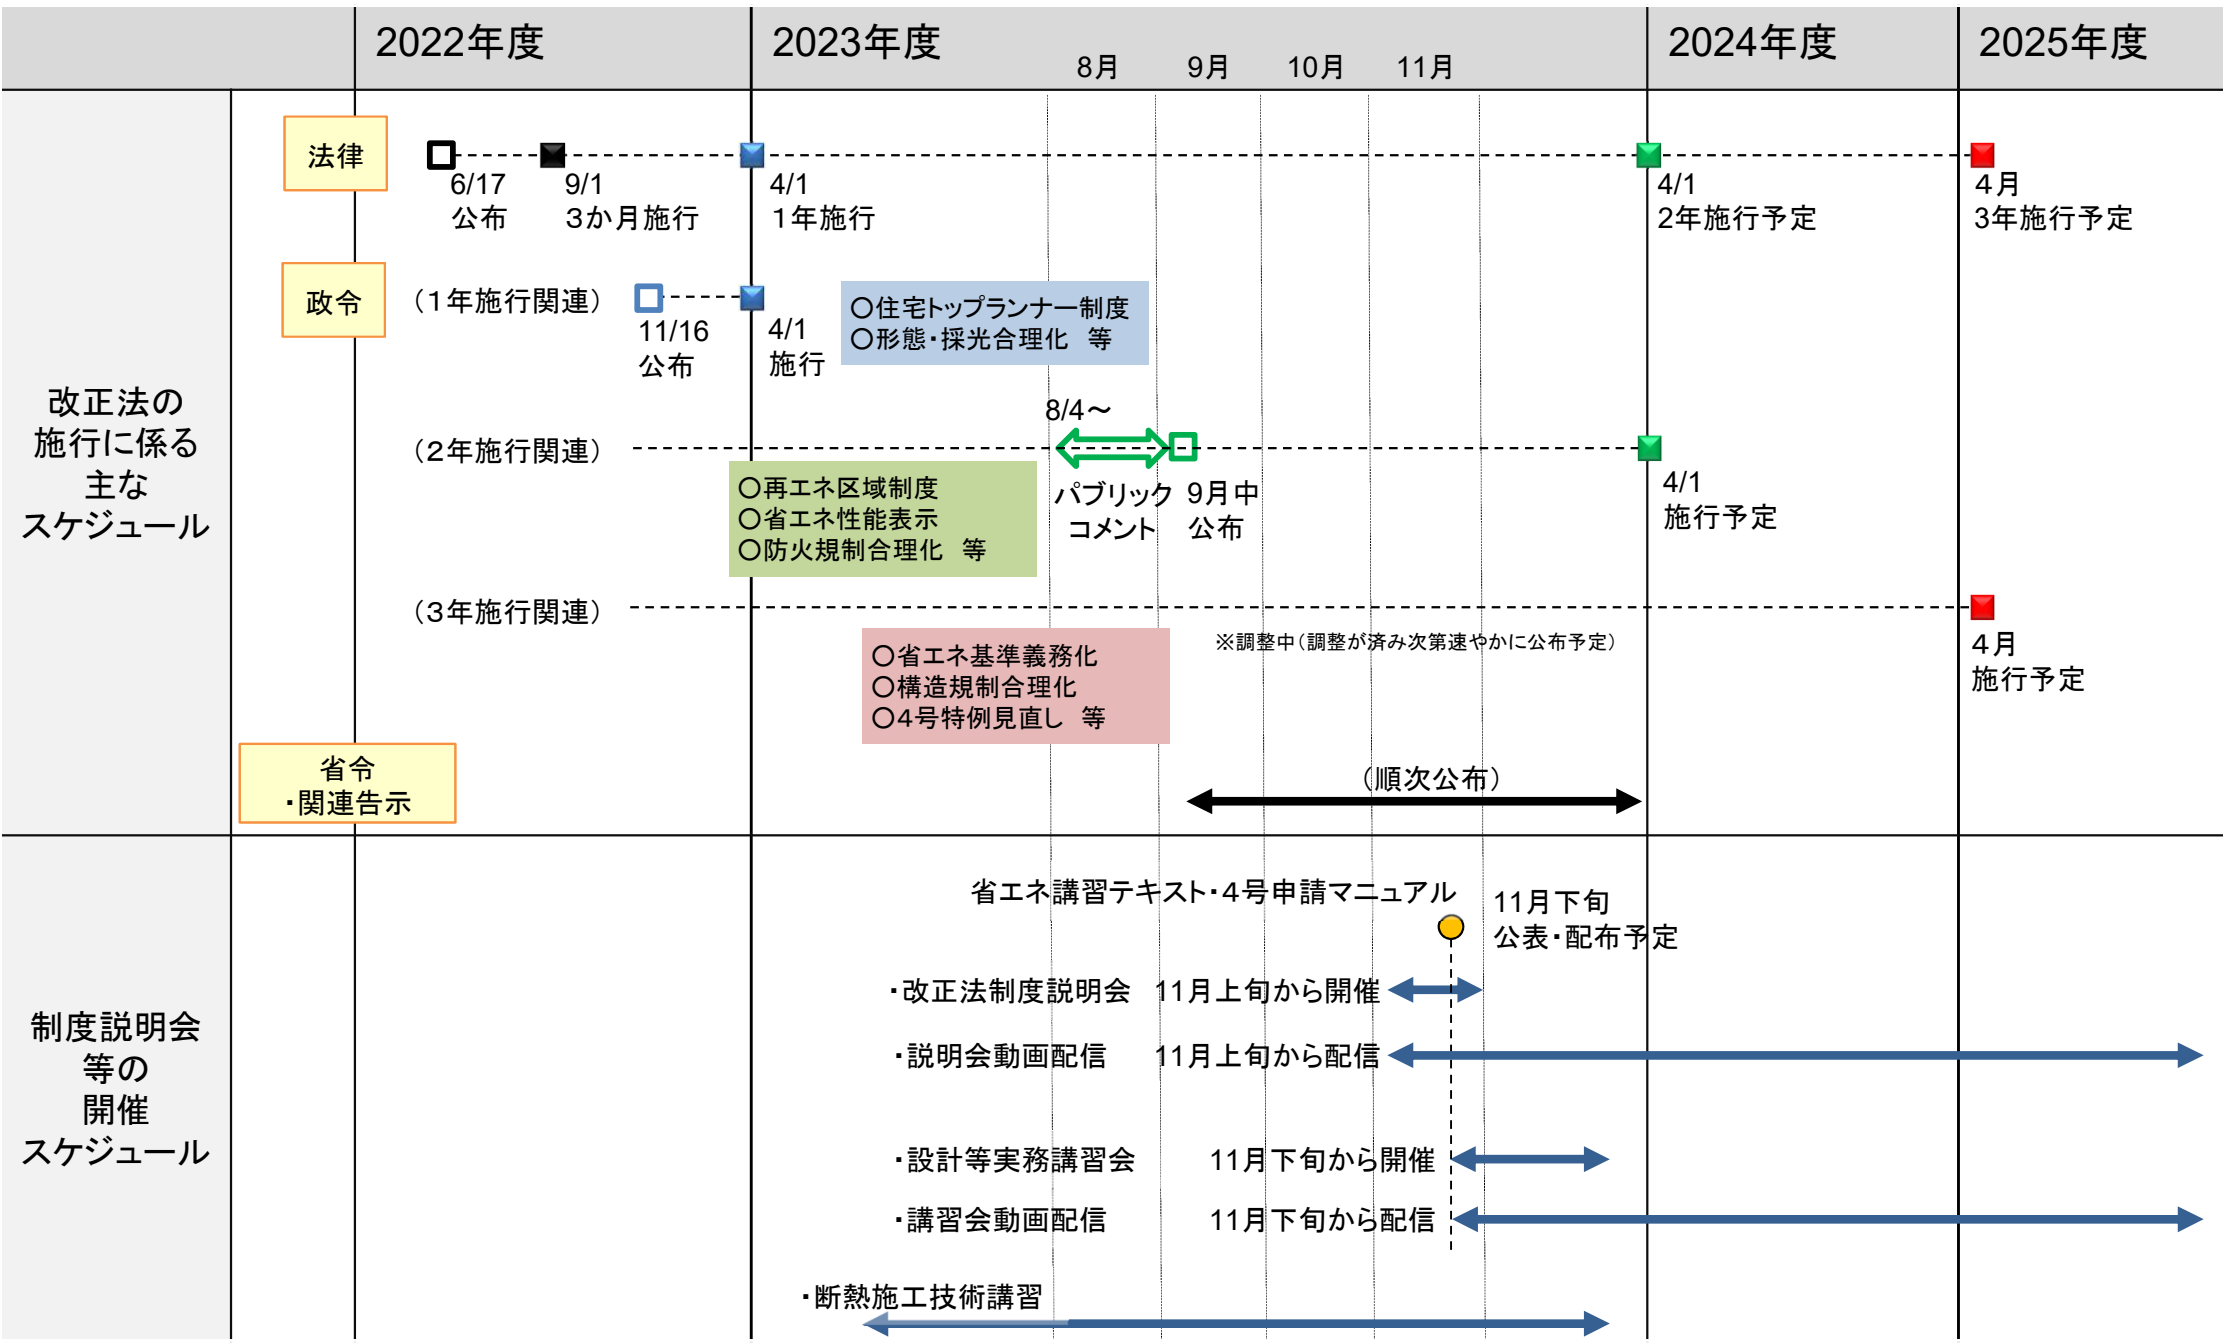 2022年度
2023年度
8月
9月
10月
11月
2024年度
2025年度
改正法の
施行に係る
主な
スケジュール
法律
6/17
公布
9/1
３か月施行
4/1
１年施行
4/1
2年施行予定
４月
3年施行予定
政令
（１年施行関連）
11/16
公布
4/1
施行
○住宅トップランナー制度
○形態・採光合理化　等
（２年施行関連）
8/4～
パブリック
コメント
9月中
公布
4/1
施行予定
○再エネ区域制度
○省エネ性能表示
○防火規制合理化　等
（３年施行関連）
※調整中（調整が済み次第速やかに公布予定）
４月
施行予定
○省エネ基準義務化
○構造規制合理化
○４号特例見直し　等
省令
・関連告示
（順次公布）
制度説明会
等の
開催
スケジュール
省エネ講習テキスト・４号申請マニュアル
11月下旬
公表・配布予定
・改正法制度説明会　11月上旬から開催
・説明会動画配信　11月上旬から配信
・設計等実務講習会　11月下旬から開催
・講習会動画配信　11月下旬から配信
・断熱施工技術講習